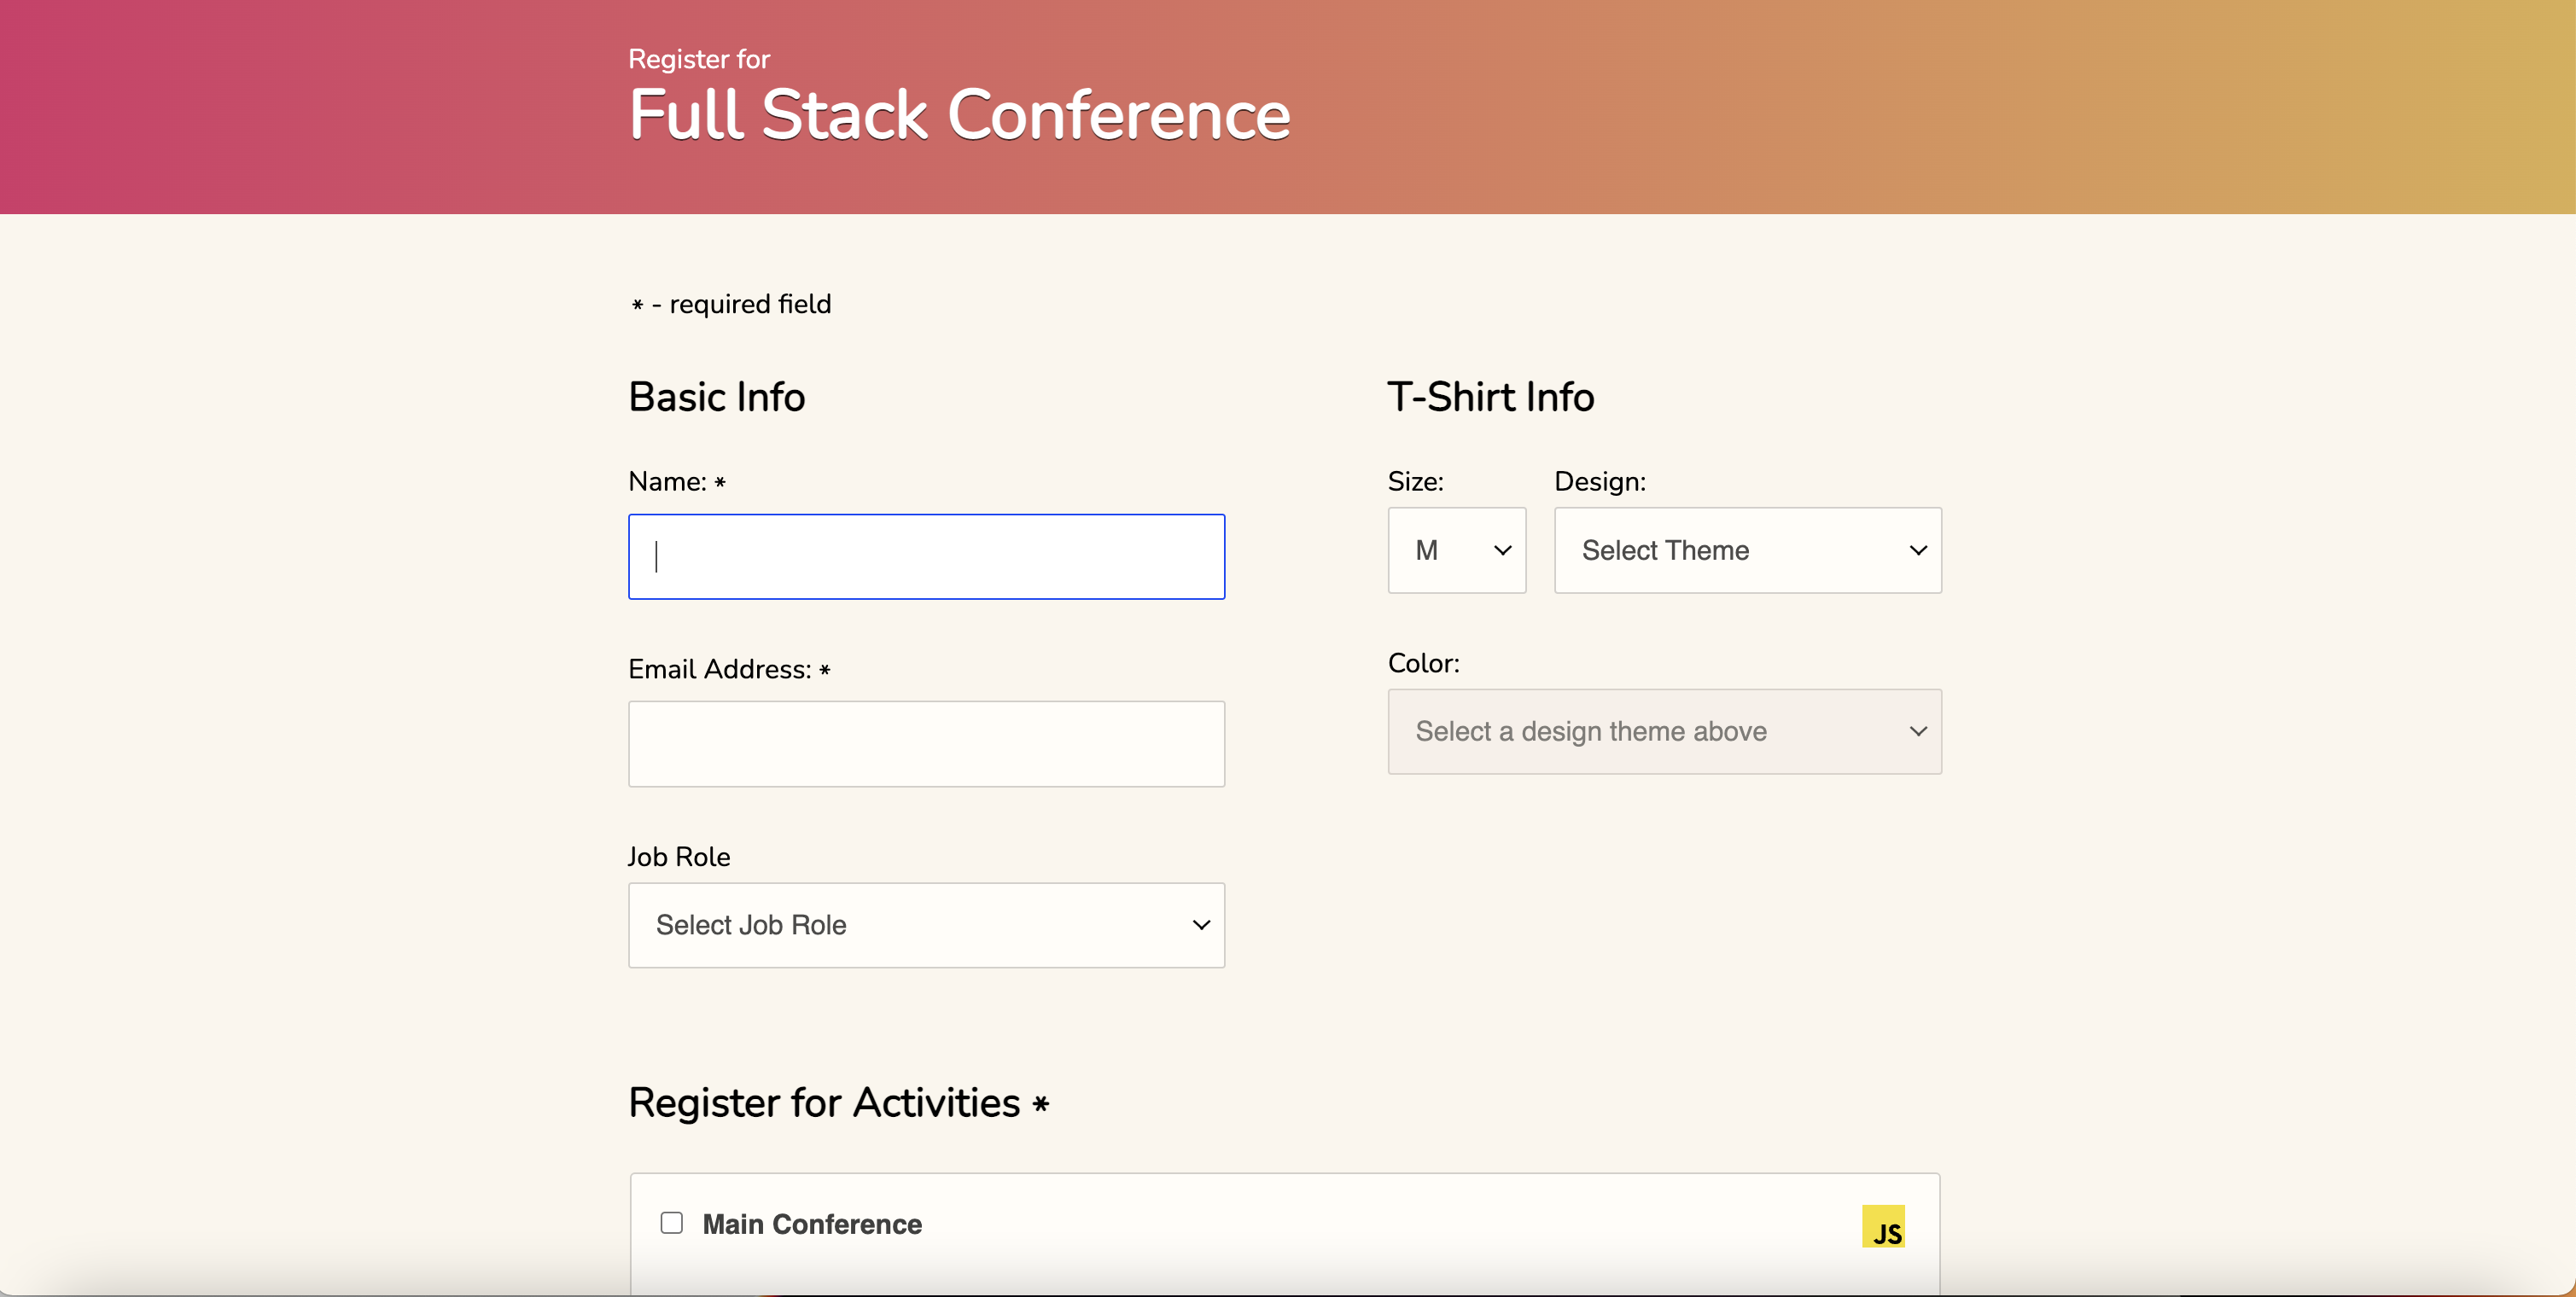 Register for
Full Stack Conference
* - required field
Basic Info
Name: *
Email Address: *
Job Role
Select Job Role
T-Shirt Info
Size:
M
Design:
Select Theme
Color:
Select a design theme above
Register for Activities *
Main Conference
JS